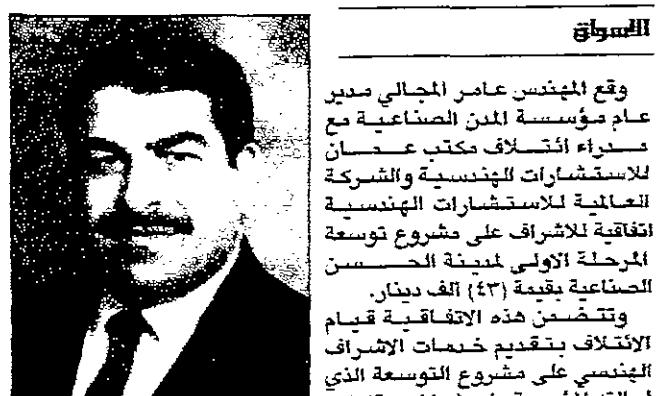 الاسواق
وقع المهندس عامر المجالي مدير
عام مؤسسة المدن الصناعية مع
مدراء ائتلاف مكتب عمان
للاستشارات الهندسية والشركة
العالمية للاستشارات الهندسية
اتفاقية للاشراف على مشروع توسعة
المرحلة الاولى لمدينة الحسن
الصناعية بقيمة (٤٣) الف دينار.
وتتضمن هذه الاتفاقية قيام
الائتلاف بتقديم خدمات الاشراف
الهندسي على مشروع التوسعة الذي